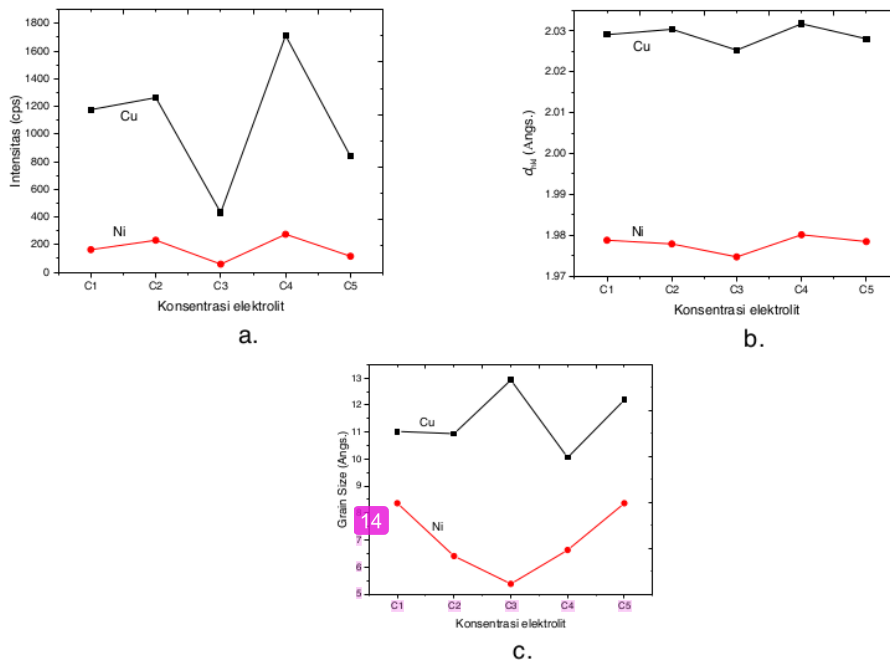 1800
1600
1400
1200
1000
800
600
400
200
0
Intensitas (cps)
Cu
Ni
C1 C2 C3 C4 C5
Konsentrasi elektrolit
a.
2.03
2.02
2.01
2.00
1.99
1.98
1.97
d_hkl (Angs.)
Cu
Ni
C1 C2 C3 C4 C5
Konsentrasi elektrolit
b.
13
12
11
10
9
8
7
6
5
Grain Size (Angs.)
14
Cu
Ni
C1 C2 C3 C4 C5
Konsentrasi elektrolit
c.